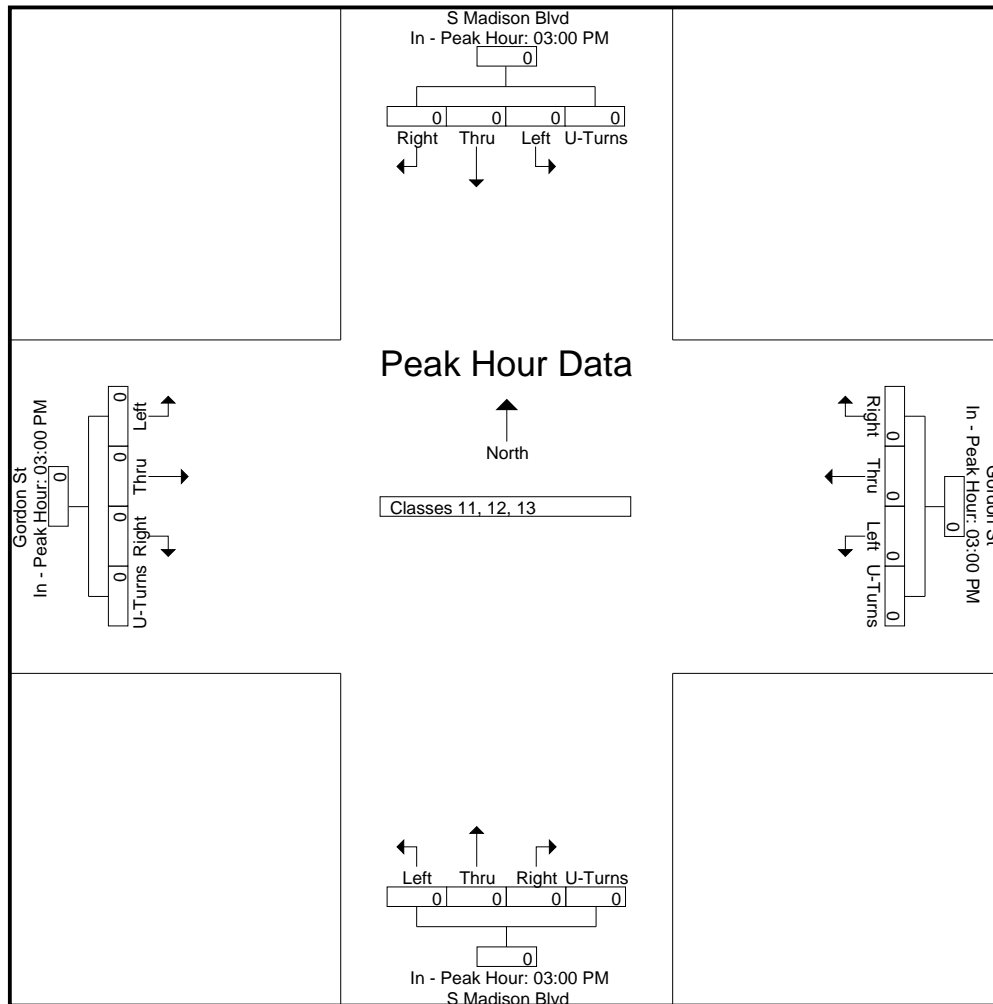 S Madison Blvd
In - Peak Hour: 03:00 PM
0
0 0 0 0
Right Thru Left U-Turns
Peak Hour Data
North
Classes 11, 12, 13
Gordon St
In - Peak Hour: 03:00 PM
0
0 0 0 0
Left Thru Right U-Turns
Gordon St
In - Peak Hour: 03:00 PM
0
0 0 0 0
Right Thru Left U-Turns
Left Thru Right U-Turns
0 0 0 0
0
In - Peak Hour: 03:00 PM
S Madison Blvd